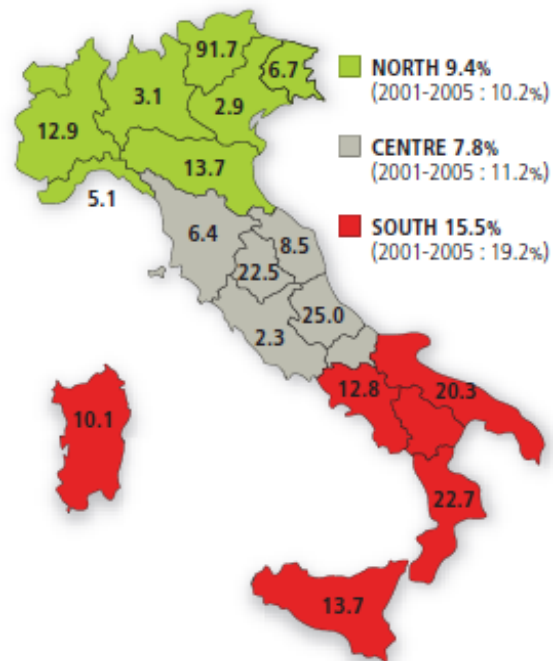 91.7
6.7
NORTH 9.4%
(2001-2005 : 10.2%)
3.1
2.9
12.9
CENTRE 7.8%
(2001-2005 : 11.2%)
13.7
5.1
6.4
8.5
SOUTH 15.5%
(2001-2005 : 19.2%)
22.5
25.0
2.3
12.8
20.3
10.1
22.7
13.7